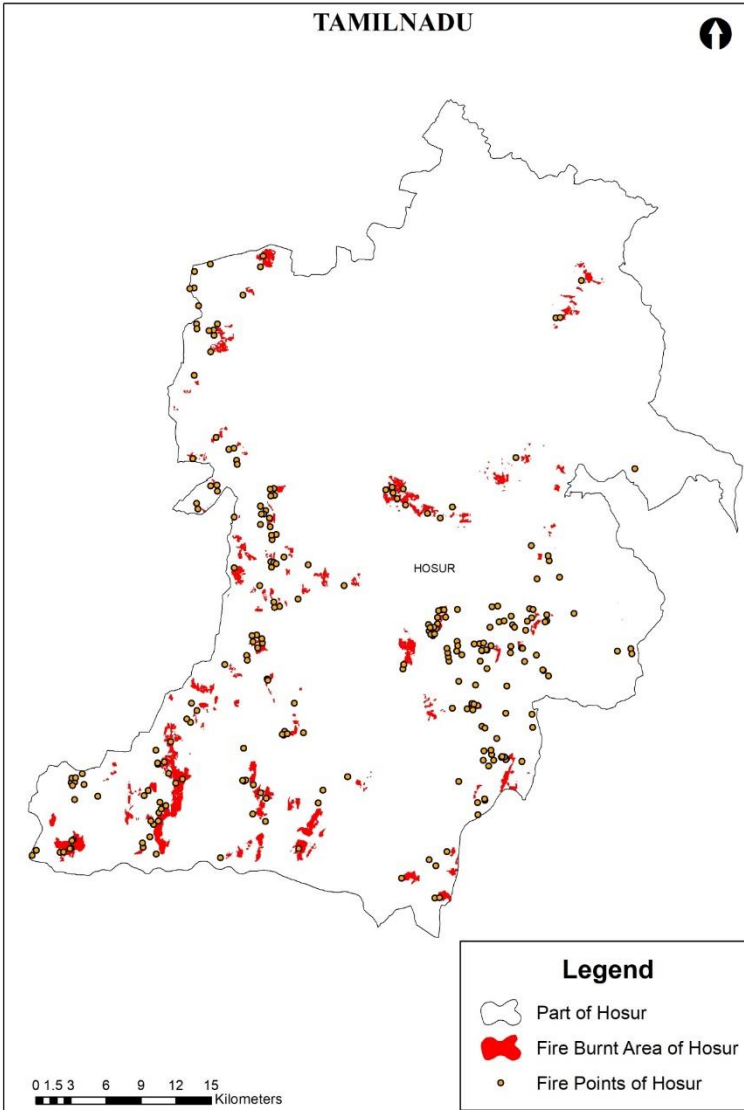 TAMILNADU
HOSUR
Legend
Part of Hosur
Fire Burnt Area of Hosur
Fire Points of Hosur
0 1.5 3 6 9 12 15
Kilometers